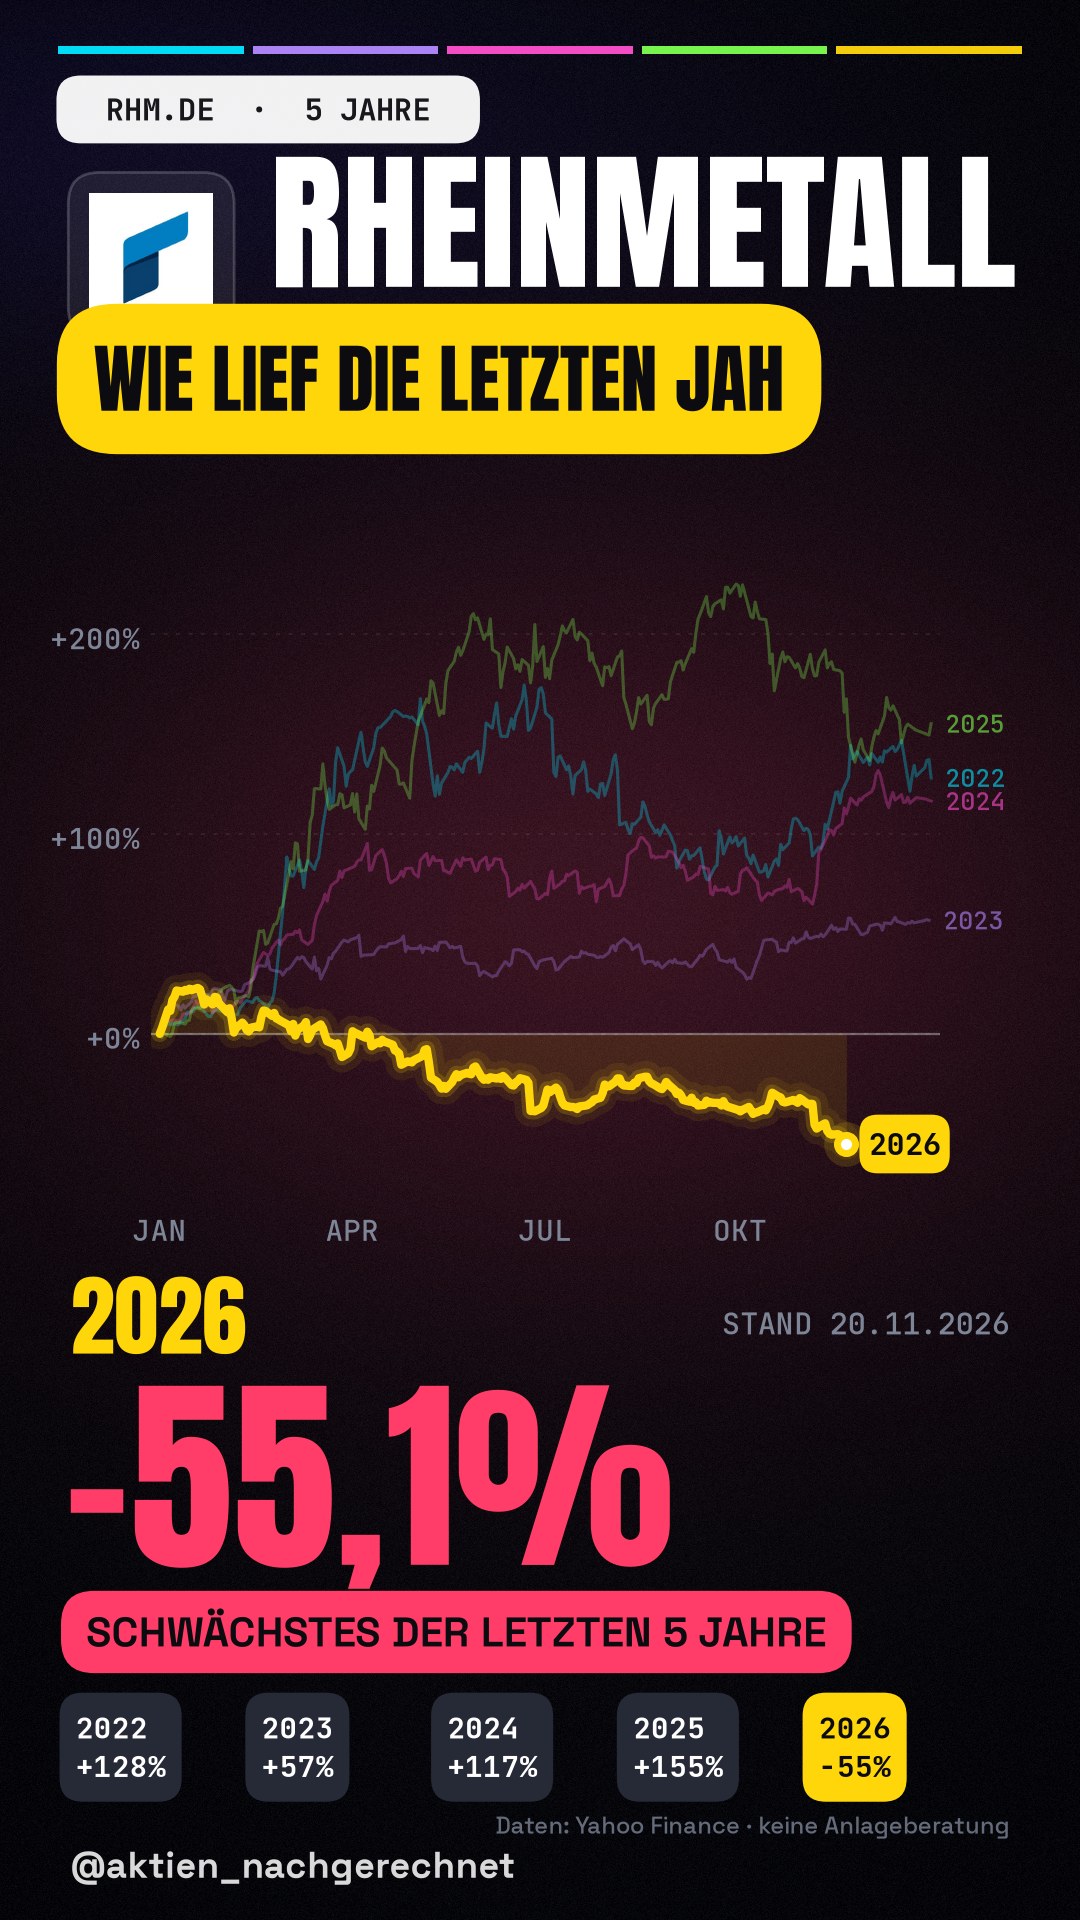 RHM.DE · 5 JAHRE
RHEINMETALL
WIE LIEF DIE LETZTEN JAH
+200%
2025
2022
2024
+100%
2023
+0%
2026
JAN APR JUL OKT
2026
STAND 20.11.2026
-55,1%
SCHWÄCHSTES DER LETZTEN 5 JAHRE
2022 2023 2024 2025 2026
+128% +57% +117% +155% -55%
Daten: Yahoo Finance · keine Anlageberatung
@aktien_nachgerechnet